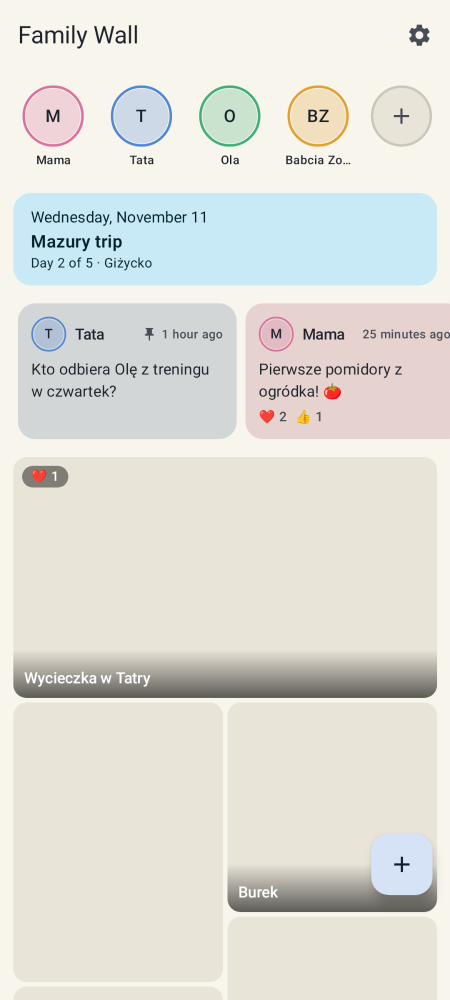 Family Wall
M
T
O
BZ
+
Mama
Tata
Ola
Babcia Zo...
Wednesday, November 11
Mazury trip
Day 2 of 5 · Giżycko
T
Tata
1 hour ago
Kto odbiera Olę z treningu
w czwartek?
M
Mama
25 minutes ago
Pierwsze pomidory z
ogródka! 🍅
❤️ 2 👍 1
❤️ 1
Wycieczka w Tatry
Burek
+